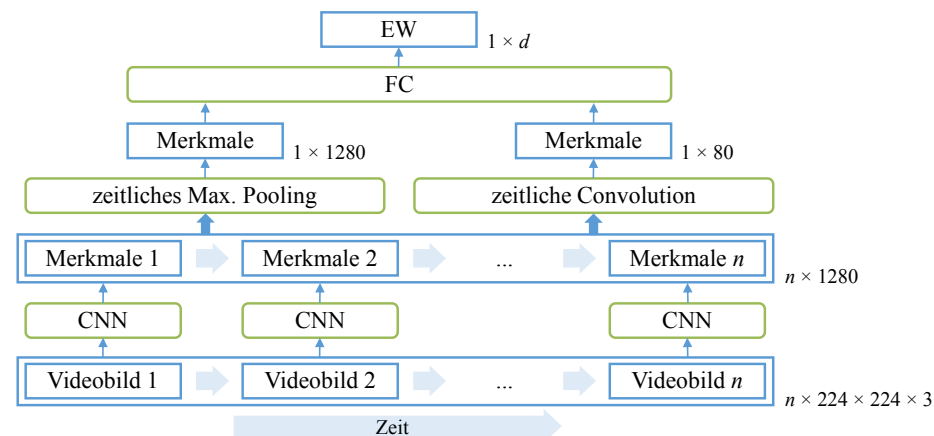 EW
1 × d
FC
Merkmale
1 × 1280
Merkmale
1 × 80
zeitliches Max. Pooling
zeitliche Convolution
Merkmale 1
Merkmale 2
...
Merkmale n
n × 1280
CNN
CNN
CNN
Videobild 1
Videobild 2
...
Videobild n
n × 224 × 224 × 3
Zeit